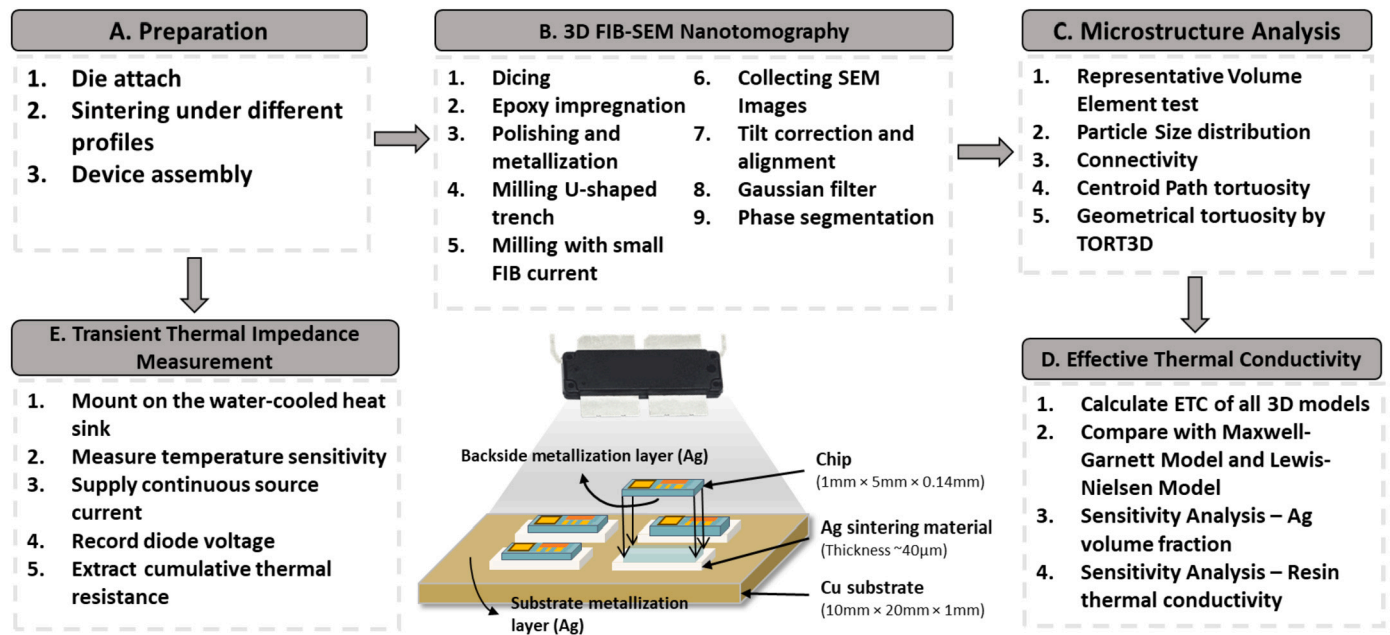 A. Preparation
1. Die attach
2. Sintering under different
profiles
3. Device assembly
B. 3D FIB-SEM Nanotomography
1. Dicing
2. Epoxy impregnation
3. Polishing and
metallization
4. Milling U-shaped
trench
5. Milling with small
FIB current
6. Collecting SEM
Images
7. Tilt correction and
alignment
8. Gaussian filter
9. Phase segmentation
C. Microstructure Analysis
1. Representative Volume
Element test
2. Particle Size distribution
3. Connectivity
4. Centroid Path tortuosity
5. Geometrical tortuosity by
TORT3D
D. Effective Thermal Conductivity
1. Calculate ETC of all 3D models
2. Compare with Maxwell-
Garnett Model and Lewis-
Nielsen Model
3. Sensitivity Analysis – Ag
volume fraction
4. Sensitivity Analysis – Resin
thermal conductivity
E. Transient Thermal Impedance
Measurement
1. Mount on the water-cooled heat
sink
2. Measure temperature sensitivity
3. Supply continuous source
current
4. Record diode voltage
5. Extract cumulative thermal
resistance
Backside metallization layer (Ag)
Chip
(1mm × 5mm × 0.14mm)
Ag sintering material
(Thickness ~40μm)
Cu substrate
(10mm × 20mm × 1mm)
Substrate metallization
layer (Ag)